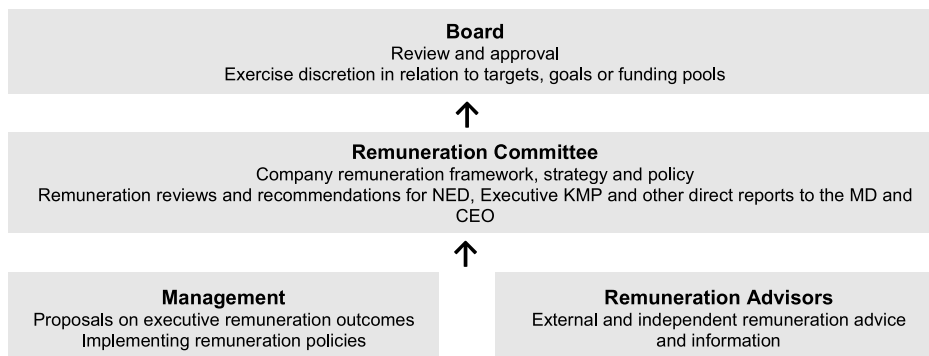 Board
Review and approval
Exercise discretion in relation to targets, goals or funding pools
Remuneration Committee
Company remuneration framework, strategy and policy
Remuneration reviews and recommendations for NED, Executive KMP and other direct reports to the MD and
CEO
Management
Proposals on executive remuneration outcomes
Implementing remuneration policies
Remuneration Advisors
External and independent remuneration advice
and information